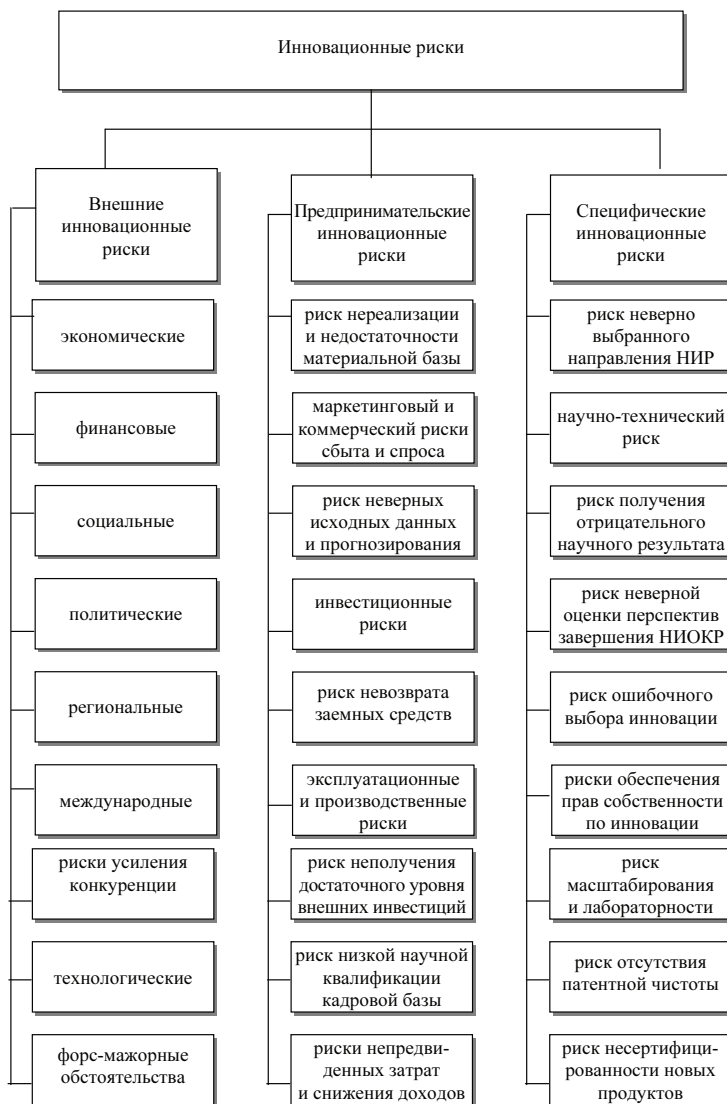 Инновационные риски
Внешние
инновационные
риски
экономические
финансовые
социальные
политические
региональные
международные
риски усиления
конкуренции
технологические
форс-мажорные
обстоятельства
Предпринимательские
инновационные
риски
риск нереализации
и недостаточности
материальной базы
маркетинговый и
коммерческий риски
сбыта и спроса
риск неверных
исходных данных
и прогнозирования
инвестиционные
риски
риск невозврата
заемных средств
эксплуатационные
и производственные
риски
риск неполучения
достаточного уровня
внешних инвестиций
риск низкой научной
квалификации
кадровой базы
риски непредви-
денных затрат
и снижения доходов
Специфические
инновационные
риски
риск неверно
выбранного
направления НИР
научно-технический
риск
риск получения
отрицательного
научного результата
риск неверной
оценки перспектив
завершения НИОКР
риск ошибочного
выбора инновации
риски обеспечения
прав собственности
по инновации
риск
масштабирования
и лабораторности
риск отсутствия
патентной чистоты
риск несертифици-
рованности новых
продуктов